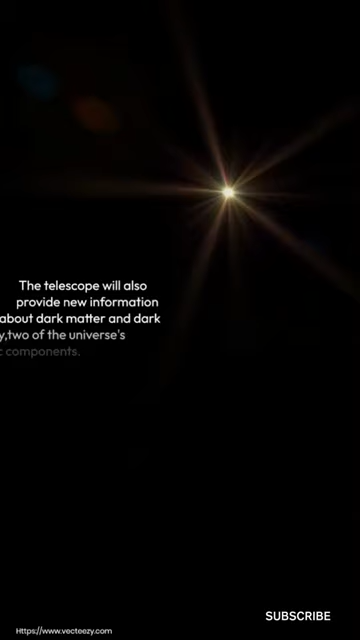 The telescope will also
provide new information
about dark matter and dark
y,two of the universe's
c components.
SUBSCRIBE
Https://www.vecteezy.com